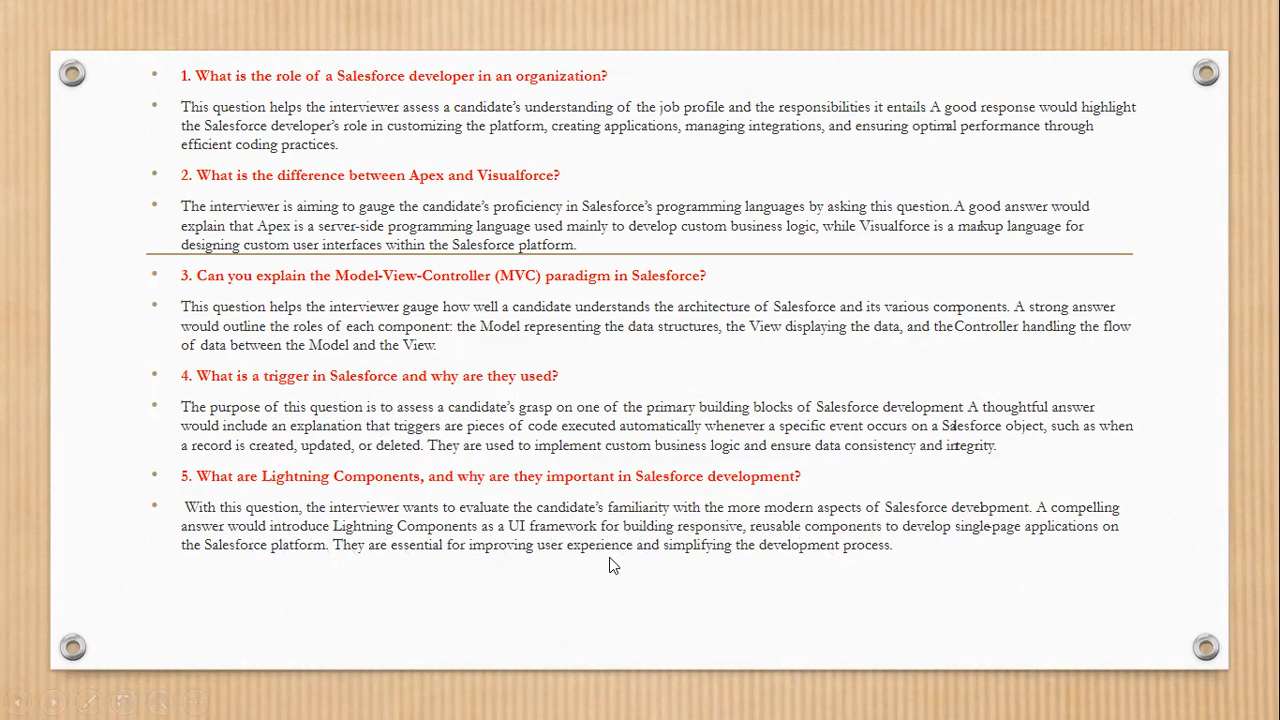 1. What is the role of a Salesforce developer in an organization?
This question helps the interviewer assess a candidate's understanding of the job profile and the responsibilities it entails A good response would highlight
the Salesforce developer's role in customizing the platform, creating applications, managing integrations, and ensuring optimal performance through
efficient coding practices.
2. What is the difference between Apex and Visualforce?
The interviewer is aiming to gauge the candidate's proficiency in Salesforce's programming languages by asking this question. A good answer would
explain that Apex is a server-side programming language used mainly to develop custom business logic, while Visualforce is a markup language for
designing custom user interfaces within the Salesforce platform.
3. Can you explain the Model-View-Controller (MVC) paradigm in Salesforce?
This question helps the interviewer gauge how well a candidate understands the architecture of Salesforce and its various components. A strong answer
would outline the roles of each component: the Model representing the data structures, the View displaying the data, and the Controller handling the flow
of data between the Model and the View.
4. What is a trigger in Salesforce and why are they used?
The purpose of this question is to assess a candidate's grasp on one of the primary building blocks of Salesforce development A thoughtful answer
would include an explanation that triggers are pieces of code executed automatically whenever a specific event occurs on a Salesforce object, such as when
a record is created, updated, or deleted. They are used to implement custom business logic and ensure data consistency and integrity.
5. What are Lightning Components, and why are they important in Salesforce development?
With this question, the interviewer wants to evaluate the candidate's familiarity with the more modern aspects of Salesforce development. A compelling
answer would introduce Lightning Components as a UI framework for building responsive, reusable components to develop single-page applications on
the Salesforce platform. They are essential for improving user experience and simplifying the development process.